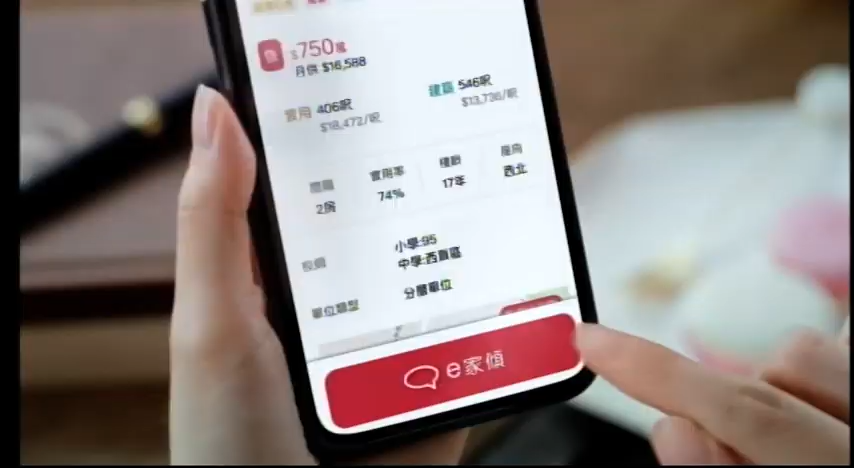 售 $750萬
月供 $16,588
實用 406呎 建築 546呎
$18,472/呎 $13,736/呎
間隔 實用率 樓齡 座向
2房 74% 17年 西北
校網 小學:95
中學:西貢區
單位類型 分層單位
e家傾